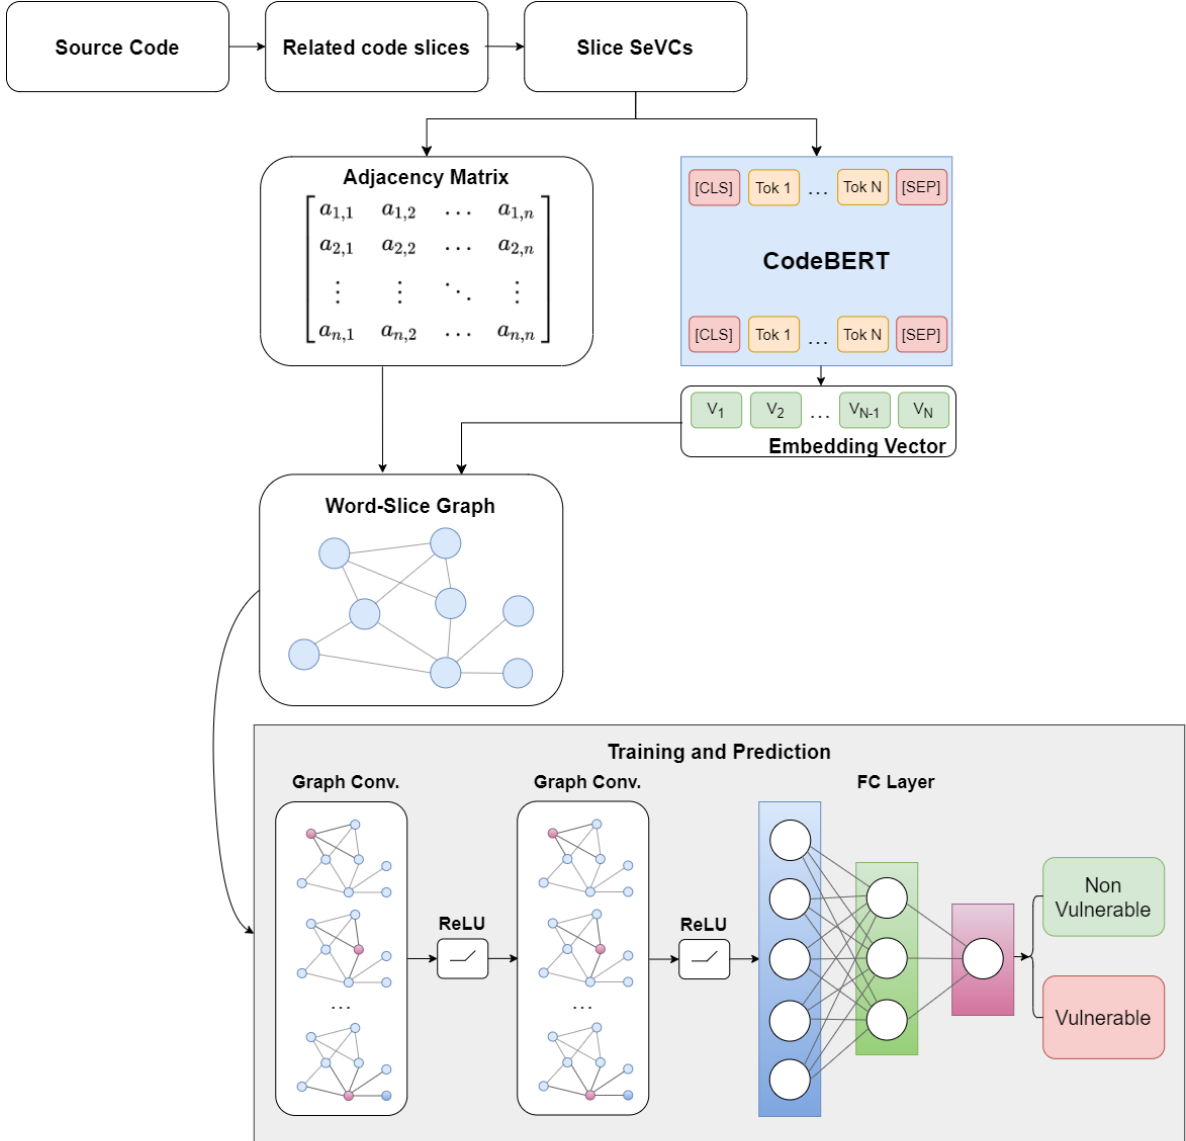 Source Code
Related code slices
Slice SeVCs
Adjacency Matrix
a1,1 a1,2 … a1,n
a2,1 a2,2 … a2,n
⋮ ⋮ ⋱ ⋮
an,1 an,2 … an,n
[CLS] Tok 1 ... Tok N [SEP]
CodeBERT
[CLS] Tok 1 ... Tok N [SEP]
V1 V2 ... VN-1 VN
Embedding Vector
Word-Slice Graph
Training and Prediction
Graph Conv.
Graph Conv.
FC Layer
ReLU
ReLU
...
...
Non
Vulnerable
Vulnerable